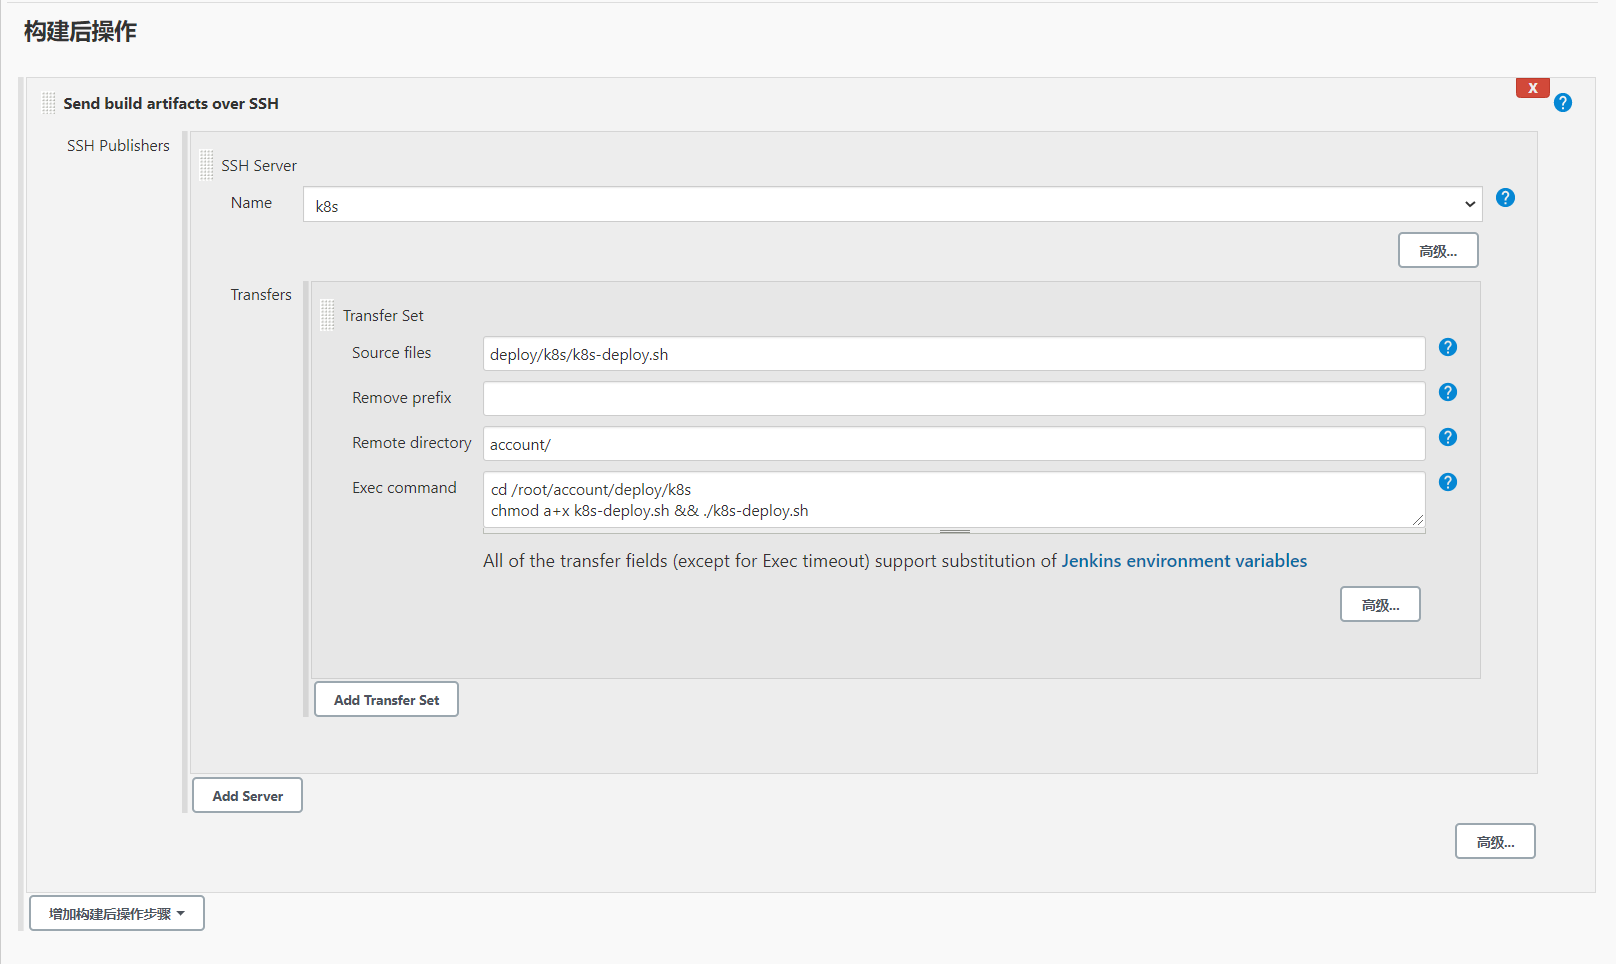 构建后操作
Send build artifacts over SSH
X
?
SSH Publishers
SSH Server
Name
k8s
?
高级...
Transfers
Transfer Set
Source files
deploy/k8s/k8s-deploy.sh
?
Remove prefix
?
Remote directory
account/
?
Exec command
cd /root/account/deploy/k8s
chmod a+x k8s-deploy.sh && ./k8s-deploy.sh
?
All of the transfer fields (except for Exec timeout) support substitution of Jenkins environment variables
高级...
Add Transfer Set
Add Server
高级...
增加构建后操作步骤